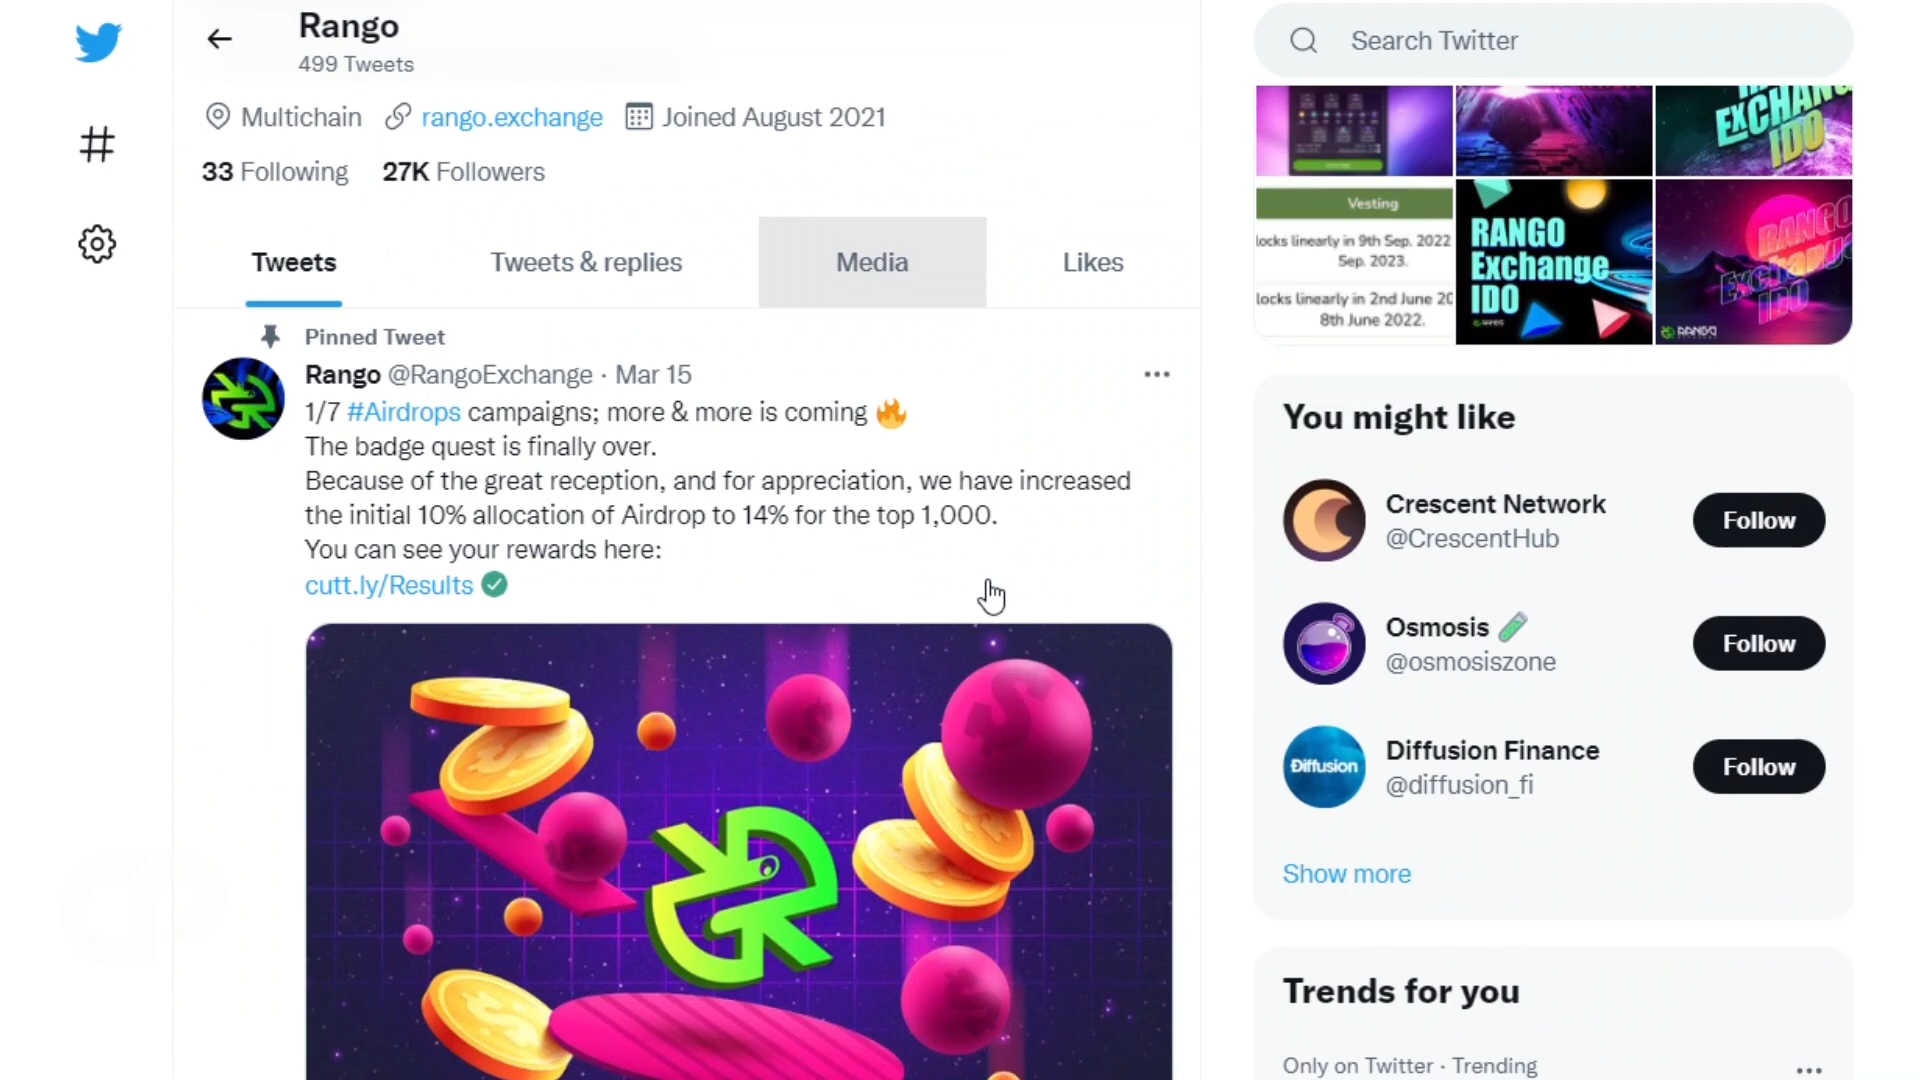 Rango
499 Tweets
Multichain rango.exchange Joined August 2021
33 Following 27K Followers
Tweets Tweets & replies Media Likes
Pinned Tweet
Rango @RangoExchange · Mar 15
1/7 #Airdrops campaigns; more & more is coming 🔥
The badge quest is finally over.
Because of the great reception, and for appreciation, we have increased
the initial 10% allocation of Airdrop to 14% for the top 1,000.
You can see your rewards here:
cutt.ly/Results ✅
Search Twitter
EXCHANG
IDO
Vesting
locks linearly in 9th Sep. 2022
Sep. 2023.
locks linearly in 2nd June 20
8th June 2022.
RANGO
Exchange
IDO
RANGO
Exchange
IDO
RANGO
You might like
Crescent Network
@CrescentHub
Follow
Osmosis 🧪
@osmosiszone
Follow
Diffusion
Diffusion Finance
@diffusion_fi
Follow
Show more
Trends for you
Only on Twitter · Trending